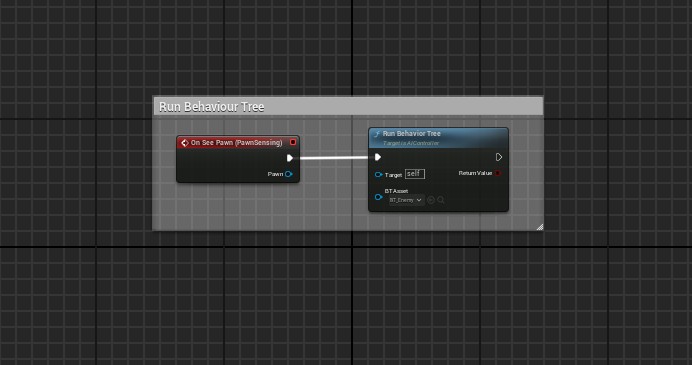 Run Behaviour Tree
On See Pawn (PawnSensing)
Pawn
Run Behavior Tree
Target is AIController
Target self
Return Value
BT Asset
BT_Enemy